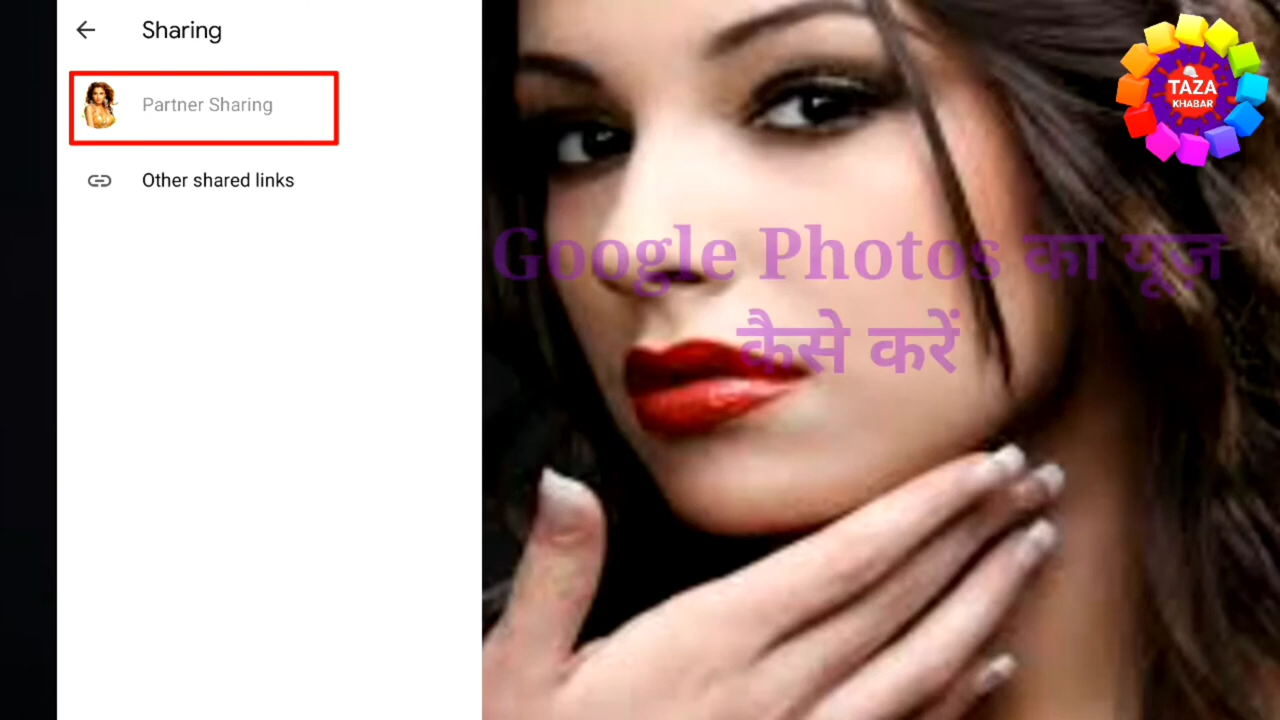 Sharing
Partner Sharing
Other shared links
TAZA
KHABAR
Google Photos का यूज़
कैसे करें